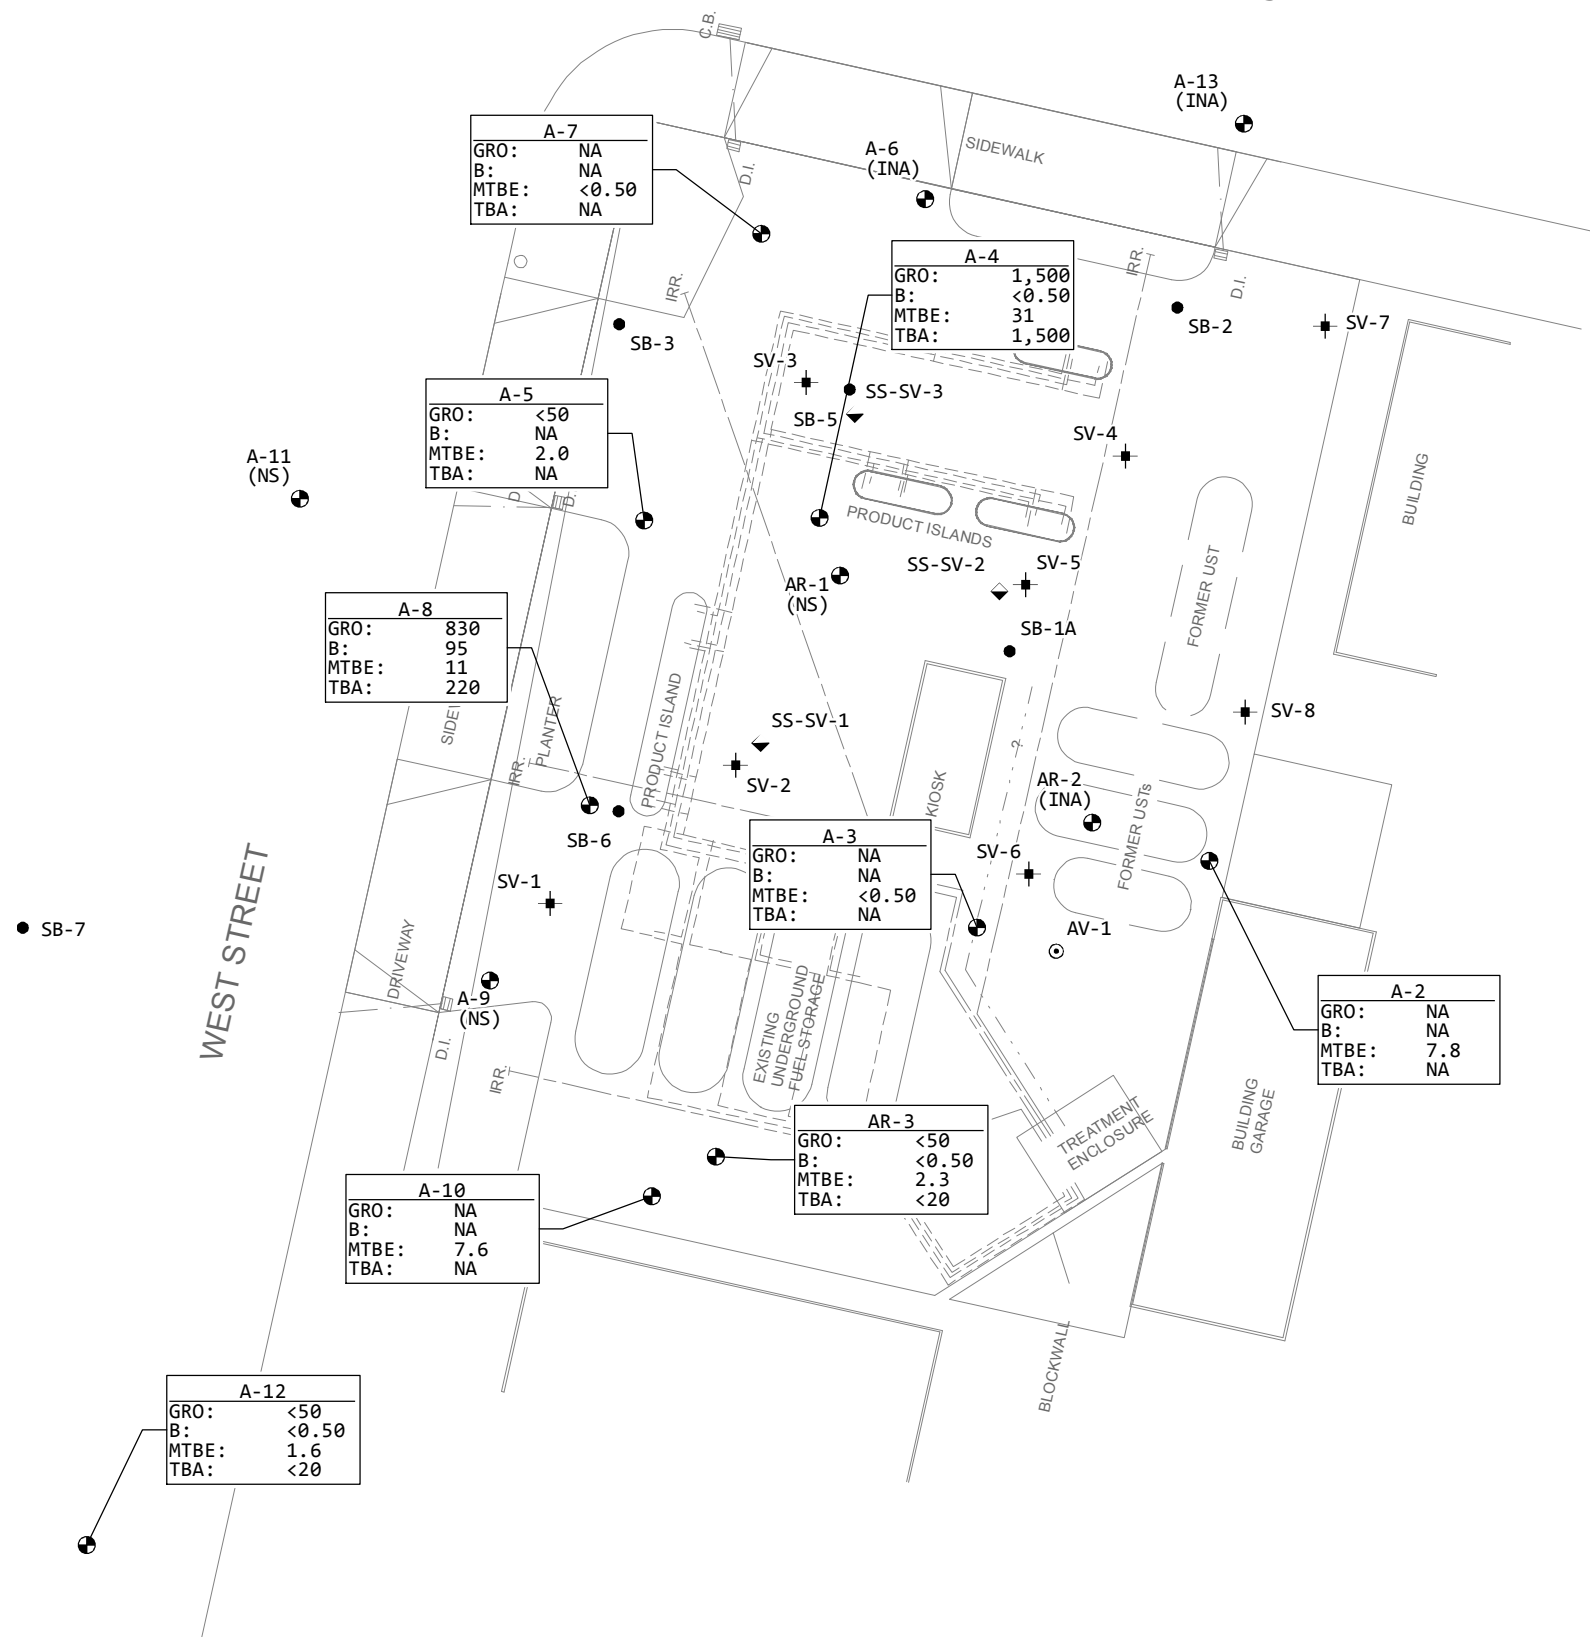 C.B.
A-13
(INA)
A-7
GRO: NA
B: NA
MTBE: <0.50
TBA: NA
D.I.
A-6
(INA)
SIDEWALK
IRR.
A-4
GRO: 1,500
B: <0.50
MTBE: 31
TBA: 1,500
IRR.
D.I.
SB-2
SV-7
SB-3
SV-3
SS-SV-3
SB-5
A-5
GRO: <50
B: NA
MTBE: 2.0
TBA: NA
SV-4
A-11
(NS)
D
D.
BUILDING
PRODUCT ISLANDS
SS-SV-2
SV-5
AR-1
(NS)
FORMER UST
SB-1A
A-8
GRO: 830
B: 95
MTBE: 11
TBA: 220
SIDEW
PLANTER
IRR.
PRODUCT ISLAND
SS-SV-1
SV-2
?
SV-8
KIOSK
AR-2
(INA)
FORMER USTs
SB-6
A-3
GRO: NA
B: NA
MTBE: <0.50
TBA: NA
SV-6
SV-1
SB-7
WEST STREET
DRIVEWAY
AV-1
A-9
(NS)
D.I.
IRR.
EXISTING
UNDERGROUND
FUEL STORAGE
A-2
GRO: NA
B: NA
MTBE: 7.8
TBA: NA
TREATMENT
ENCLOSURE
BUILDING
GARAGE
AR-3
GRO: <50
B: <0.50
MTBE: 2.3
TBA: <20
A-10
GRO: NA
B: NA
MTBE: 7.6
TBA: NA
BLOCKWALL
A-12
GRO: <50
B: <0.50
MTBE: 1.6
TBA: <20